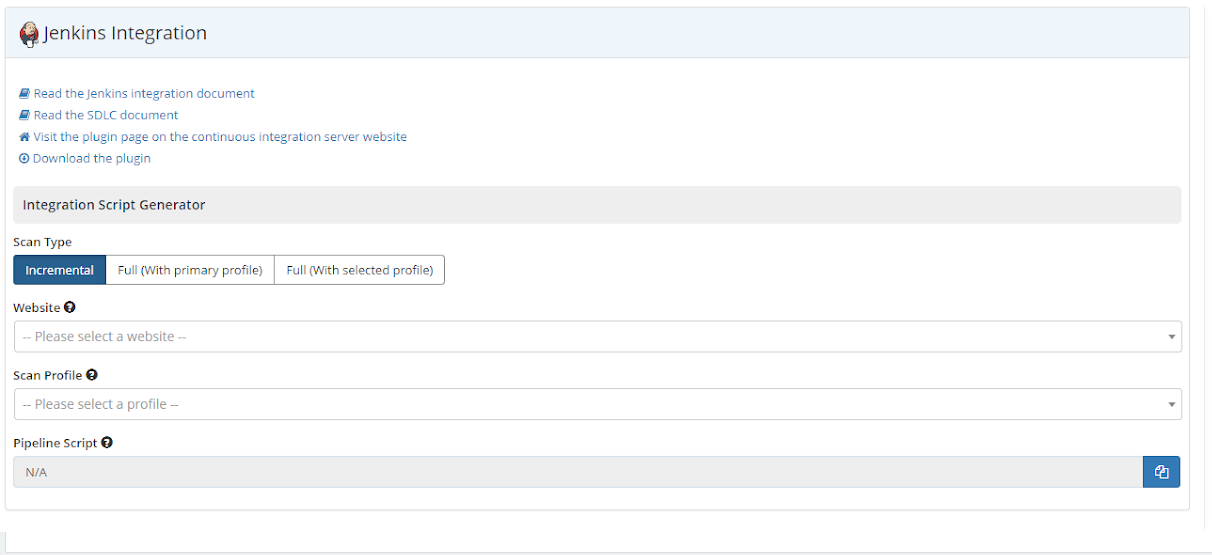 Jenkins Integration
Read the Jenkins integration document
Read the SDLC document
Visit the plugin page on the continuous integration server website
Download the plugin
Integration Script Generator
Scan Type
Incremental Full (With primary profile) Full (With selected profile)
Website
-- Please select a website --
Scan Profile
-- Please select a profile --
Pipeline Script
N/A